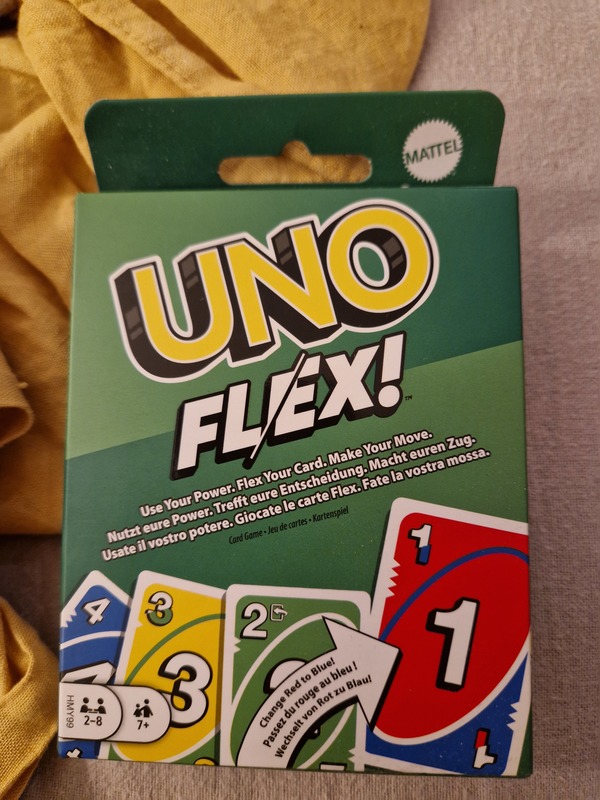 MATTEL
UNO
FLEX!™
Use Your Power. Flex Your Card. Make Your Move.
Nutzt eure Power. Trefft eure Entscheidung. Macht euren Zug.
Usate il vostro potere. Giocate le carte Flex. Fate la vostra mossa.
Card Game • Jeu de cartes • Kartenspiel
1
4
3
2
1
3
Change Red to Blue!
Passez du rouge au bleu !
Wechselt von Rot zu Blau!
HMY99
2-8
7+
1